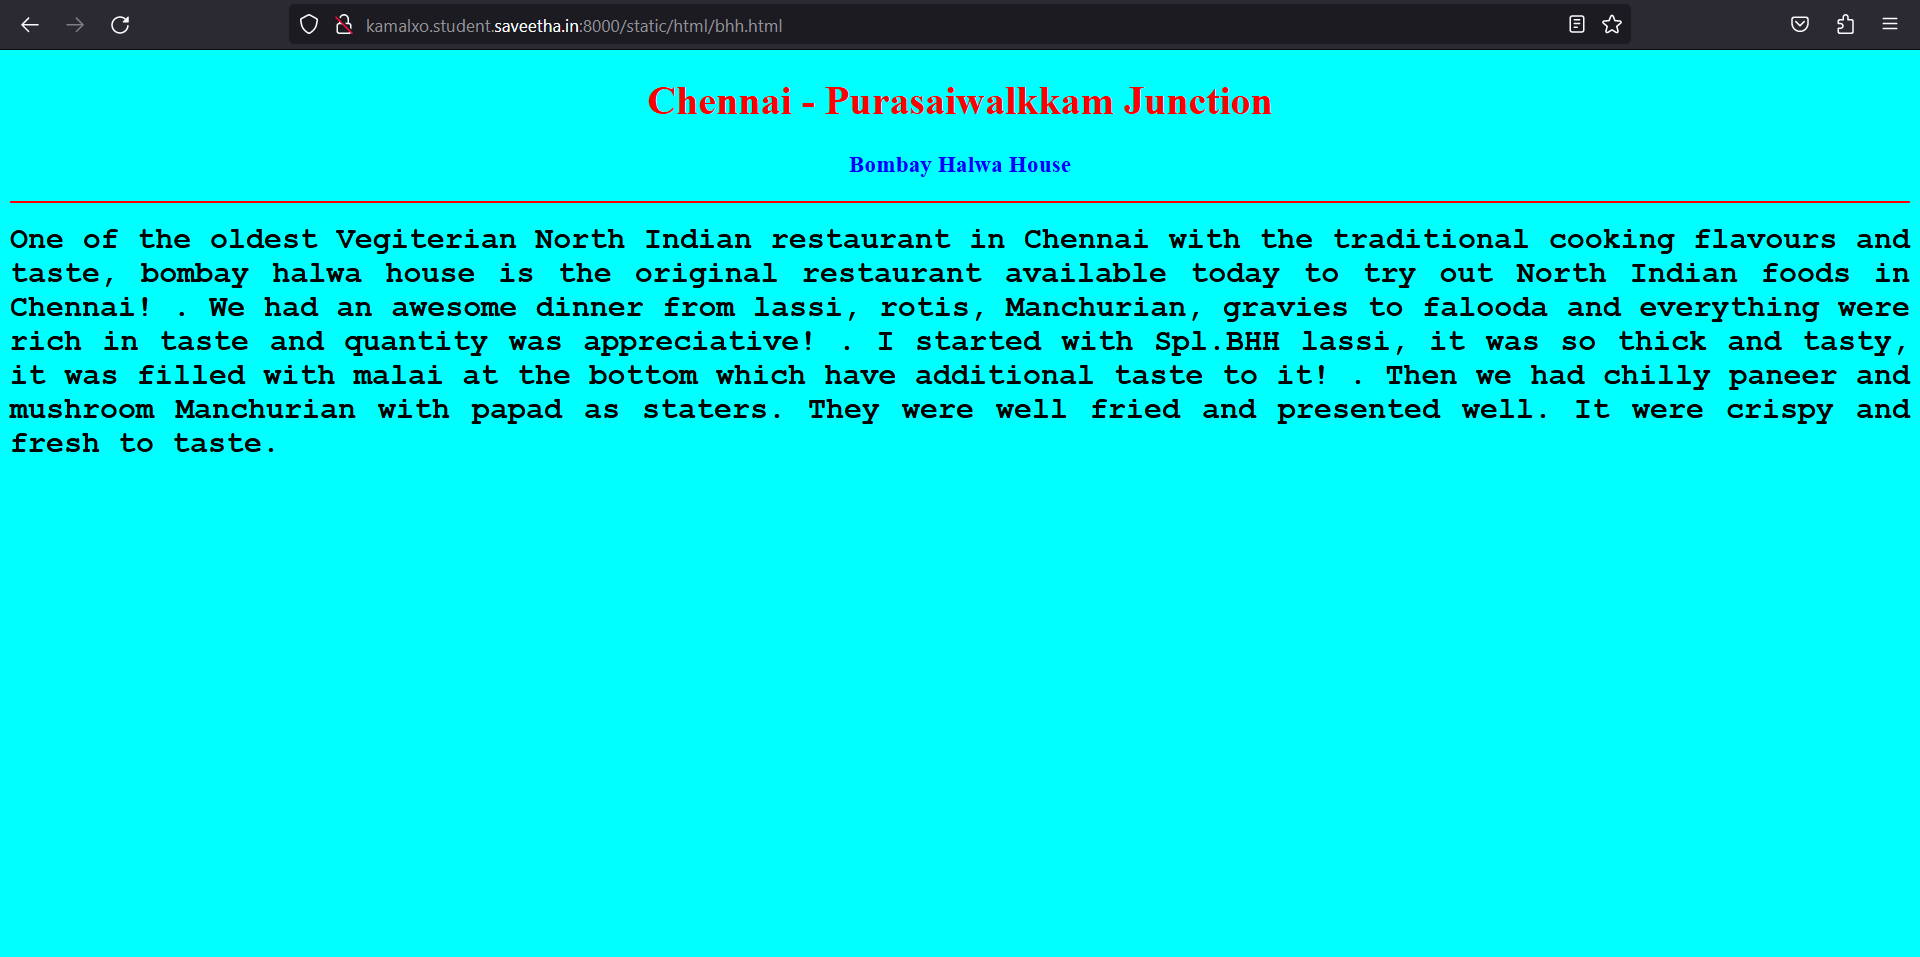 kamalxo.student.saveetha.in:8000/static/html/bhh.html
Chennai - Purasaiwalkkam Junction
Bombay Halwa House
One of the oldest Vegiterian North Indian restaurant in Chennai with the traditional cooking flavours and
taste, bombay halwa house is the original restaurant available today to try out North Indian foods in
Chennai! . We had an awesome dinner from lassi, rotis, Manchurian, gravies to falooda and everything were
rich in taste and quantity was appreciative! . I started with Spl.BHH lassi, it was so thick and tasty,
it was filled with malai at the bottom which have additional taste to it! . Then we had chilly paneer and
mushroom Manchurian with papad as staters. They were well fried and presented well. It were crispy and
fresh to taste.